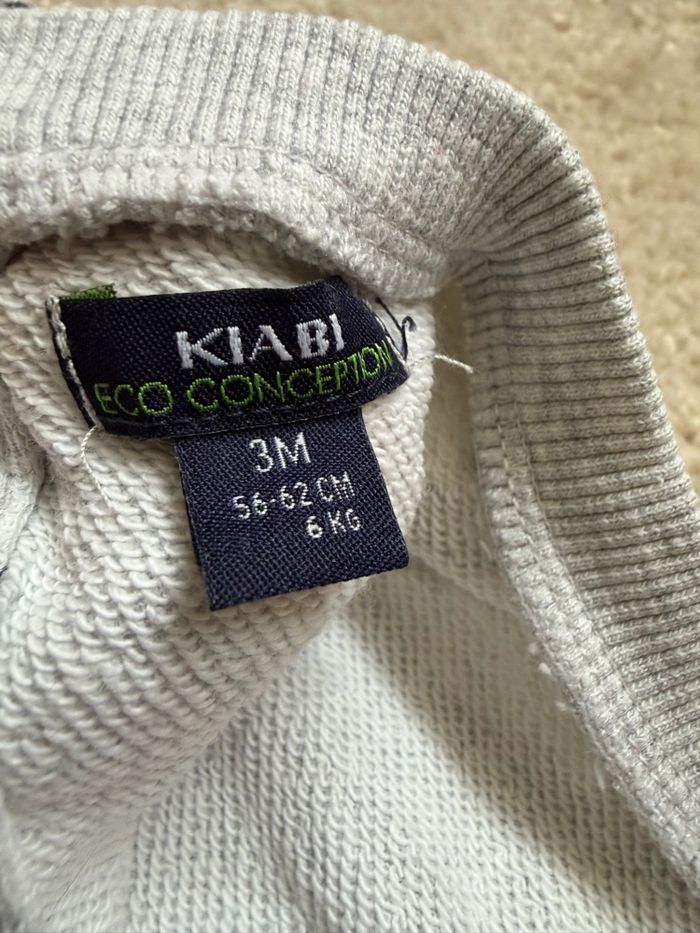 KIABI
ECO CONCEPTION
3M
56-62 CM
6 KG